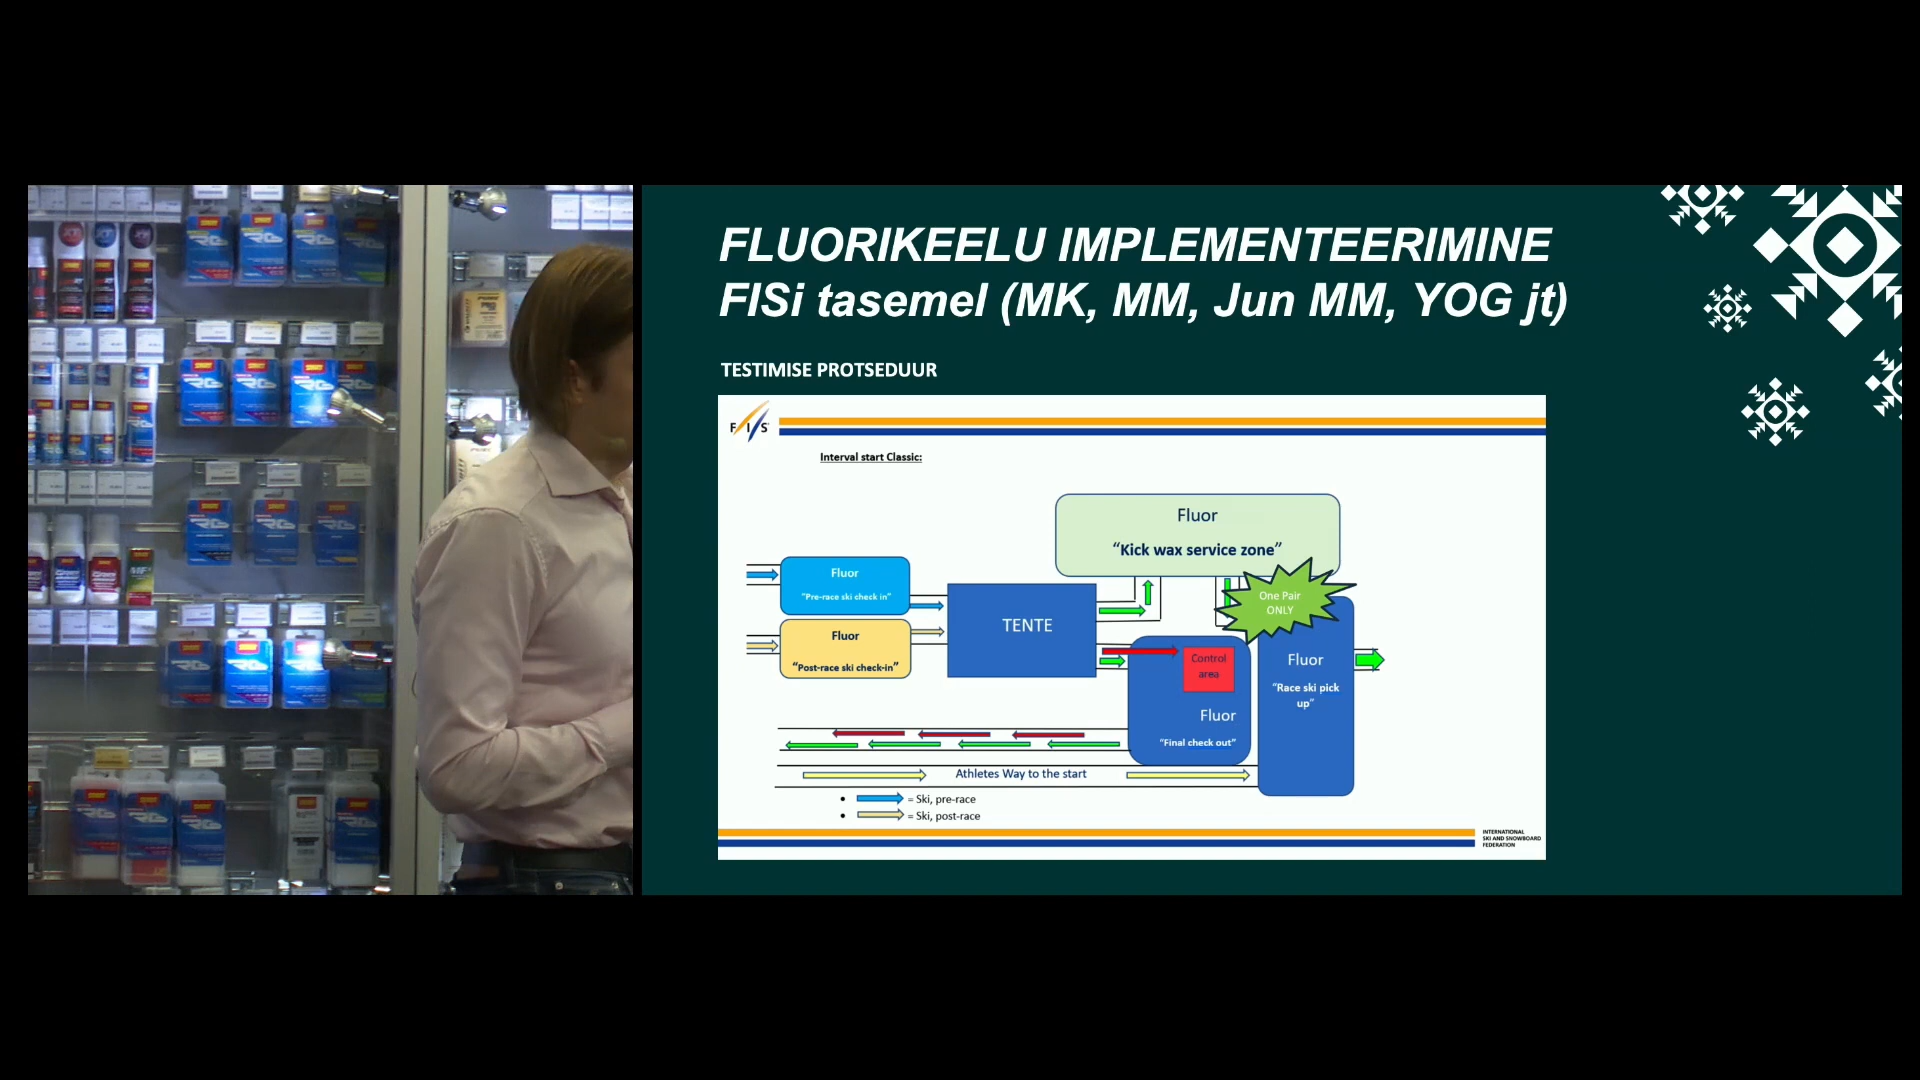 FLUORIKEELU IMPLEMENTEERIMINE
FISi tasemel (MK, MM, Jun MM, YOG jt)
TESTIMISE PROTSEDUUR
F I S
Interval start Classic:
Fluor
“Kick wax service zone”
One Pair
ONLY
Fluor
“Pre-race ski check in”
Fluor
“Post-race ski check-in”
TENTE
Control
area
Fluor
“Final check out”
Fluor
“Race ski pick
up”
Athletes Way to the start
• = Ski, pre-race
• = Ski, post-race
INTERNATIONAL
SKI AND SNOWBOARD
FEDERATION